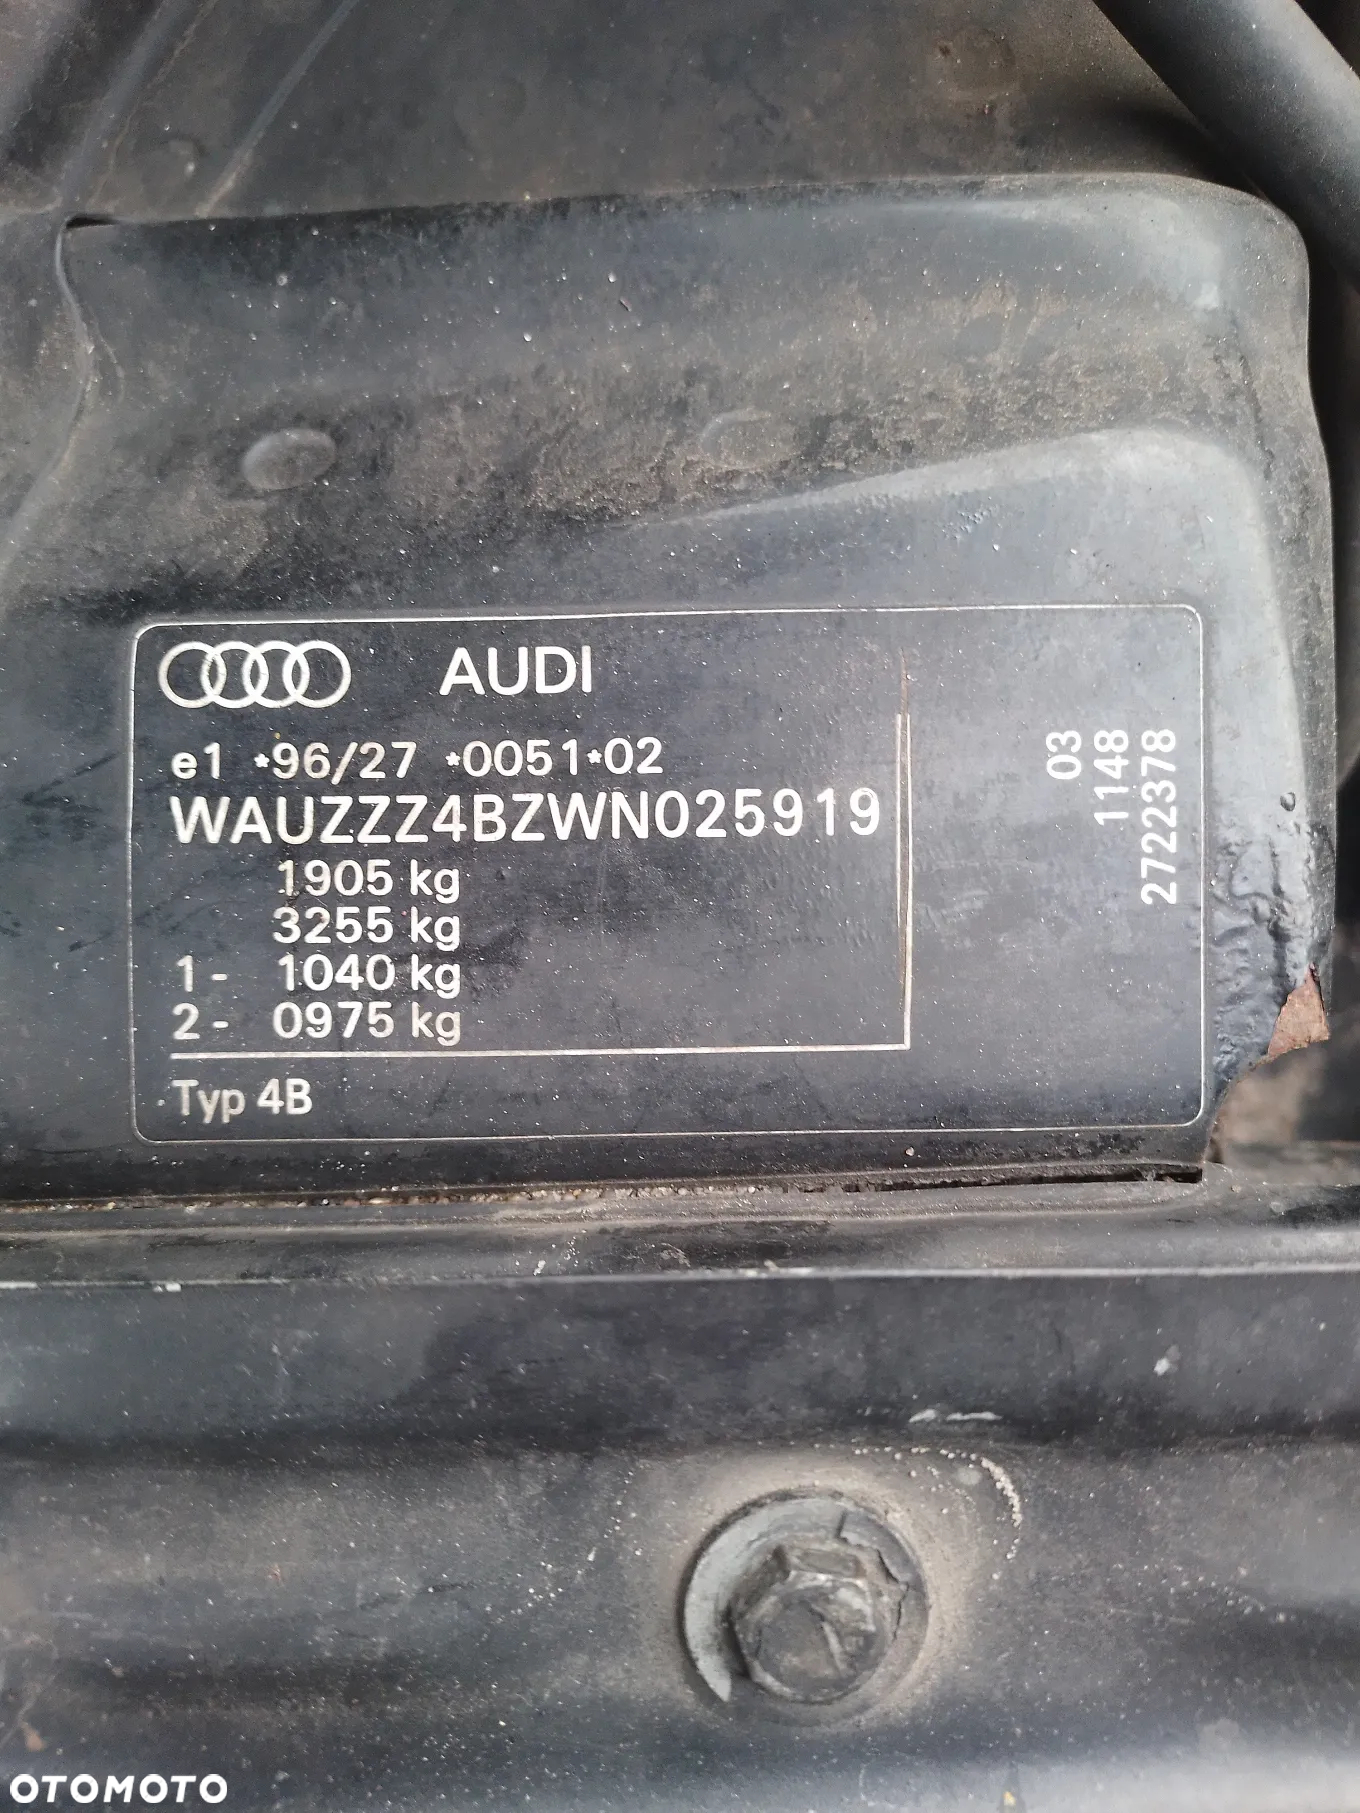 AUDI
e1 *96/27 *0051*02
WAUZZZ4BZWN025919
1905 kg
3255 kg
1- 1040 kg
2- 0975 kg
Typ 4B
03
1148
2722378
OTOMOTO